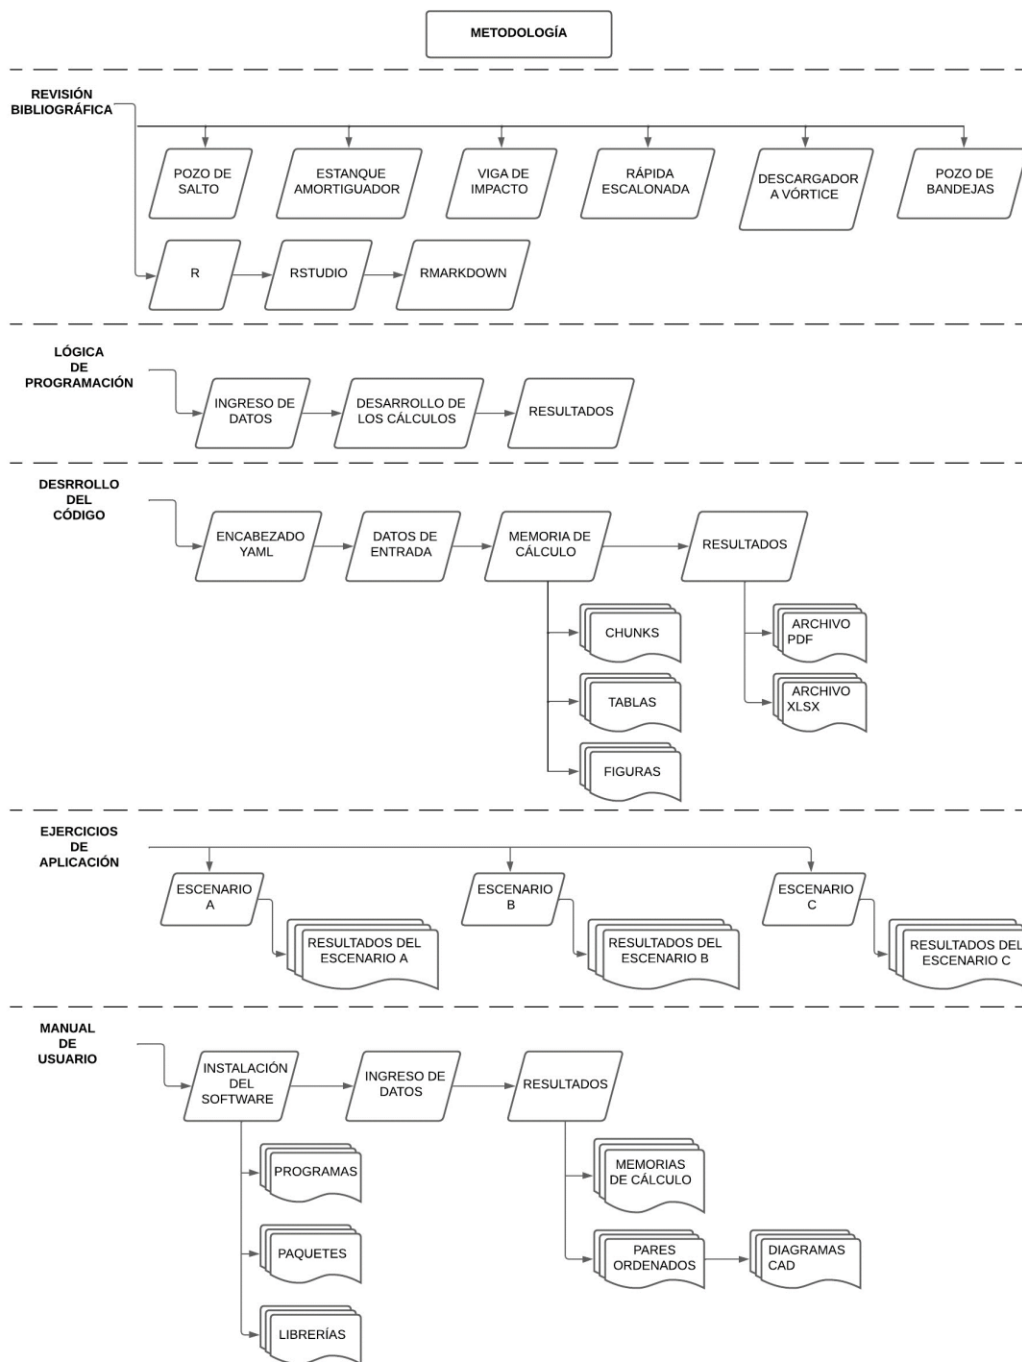 METODOLOGÍA
REVISIÓN
BIBLIOGRÁFICA
POZO DE
SALTO
ESTANQUE
AMORTIGUADOR
VIGA DE
IMPACTO
RÁPIDA
ESCALONADA
DESCARGADOR
A VÓRTICE
POZO DE
BANDEJAS
R
RSTUDIO
RMARKDOWN
LÓGICA
DE
PROGRAMACIÓN
INGRESO DE
DATOS
DESARROLLO DE
LOS CÁLCULOS
RESULTADOS
DESRROLLO
DEL
CÓDIGO
ENCABEZADO
YAML
DATOS DE
ENTRADA
MEMORIA DE
CÁLCULO
RESULTADOS
CHUNKS
TABLAS
FIGURAS
ARCHIVO
PDF
ARCHIVO
XLSX
EJERCICIOS
DE
APLICACIÓN
ESCENARIO
A
RESULTADOS DEL
ESCENARIO A
ESCENARIO
B
RESULTADOS DEL
ESCENARIO B
ESCENARIO
C
RESULTADOS DEL
ESCENARIO C
MANUAL
DE
USUARIO
INSTALACIÓN
DEL
SOFTWARE
INGRESO DE
DATOS
RESULTADOS
PROGRAMAS
PAQUETES
LIBRERÍAS
MEMORIAS
DE CÁLCULO
PARES
ORDENADOS
DIAGRAMAS
CAD